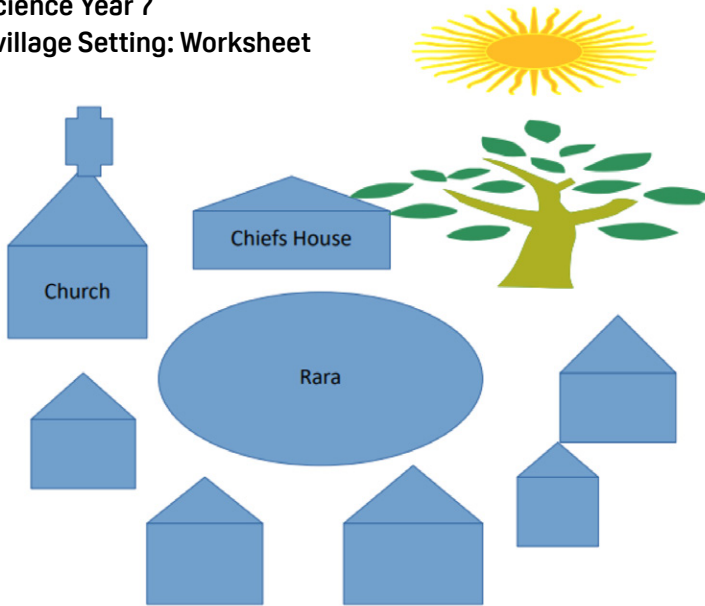 cience Year 7
village Setting: Worksheet
Chiefs House
Church
Rara